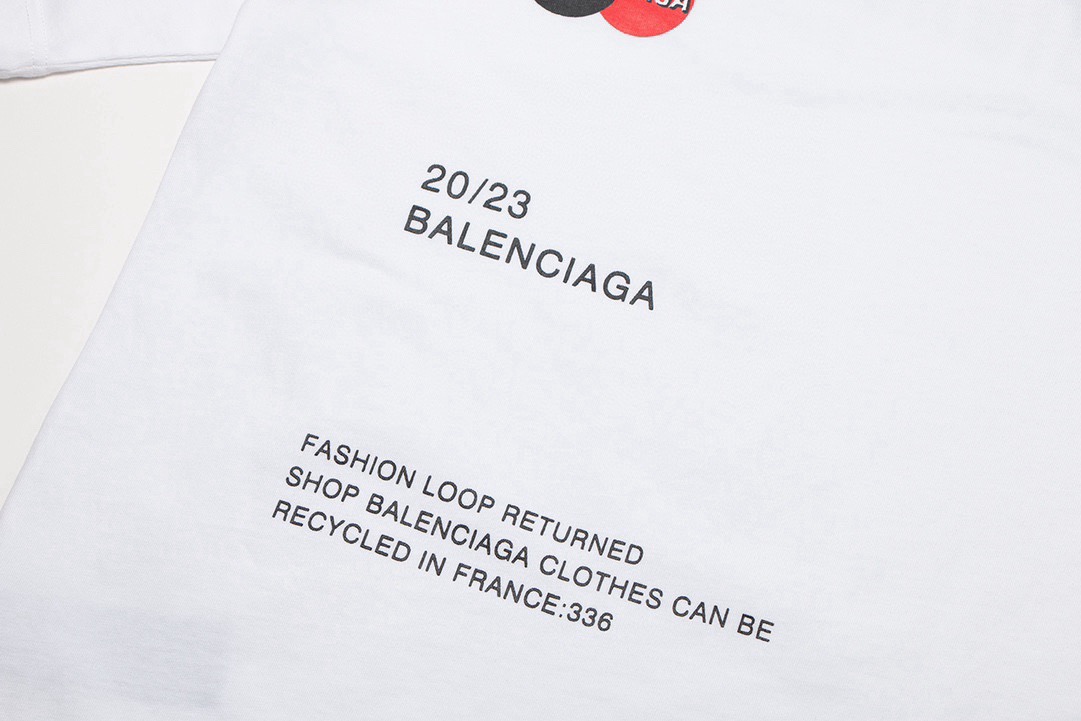 20/23
BALENCIAGA
FASHION LOOP RETURNED
SHOP BALENCIAGA CLOTHES CAN BE
RECYCLED IN FRANCE:336